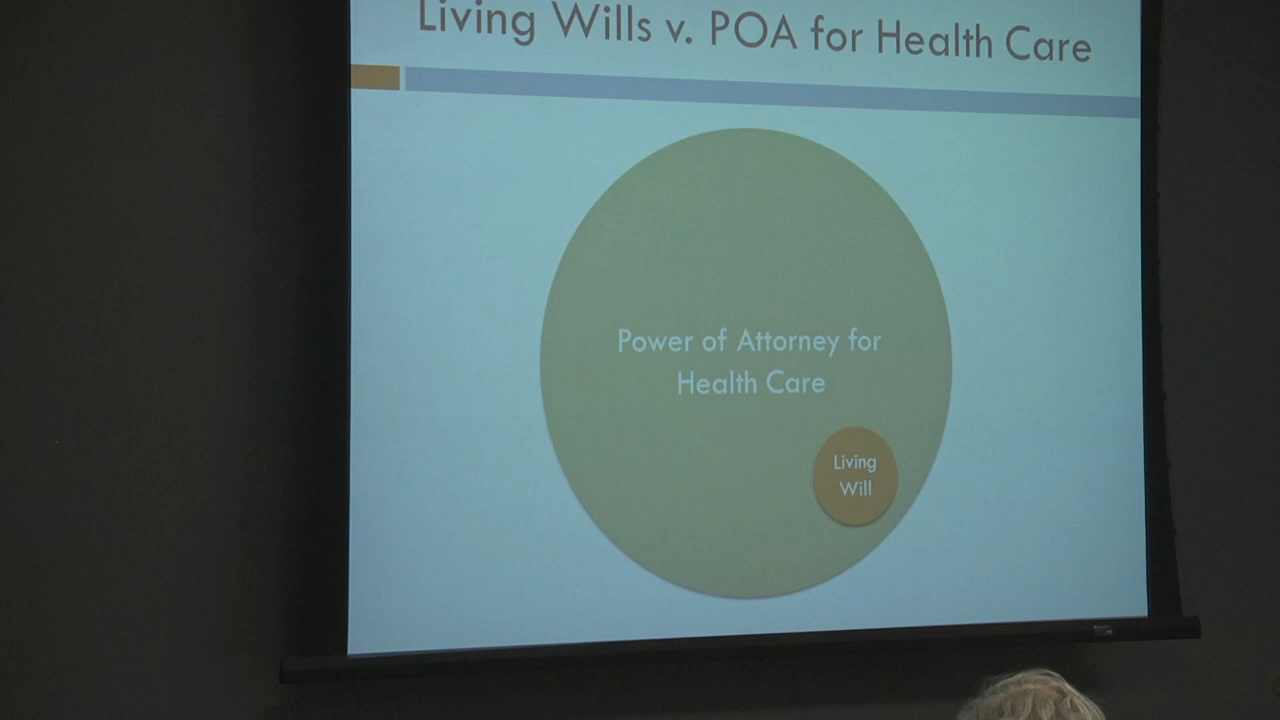 Living Wills v. POA for Health Care
Power of Attorney for
Health Care
Living
Will